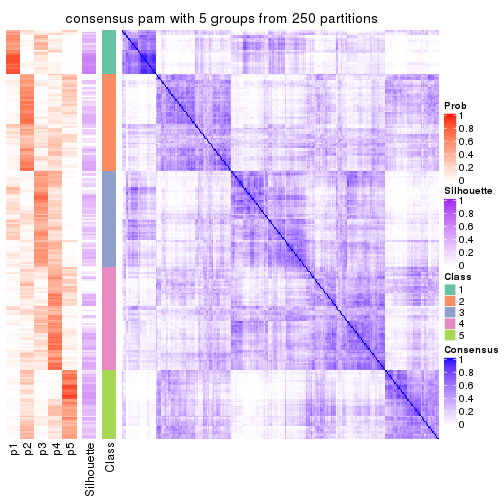 consensus pam with 5 groups from 250 partitions
Prob
1
0.8
0.6
0.4
0.2
0
Silhouette
1
0.8
0.6
0.4
0.2
0
Class
1
2
3
4
5
Consensus
1
0.8
0.6
0.4
0.2
0
p1
p2
p3
p4
p5
Silhouette
Class